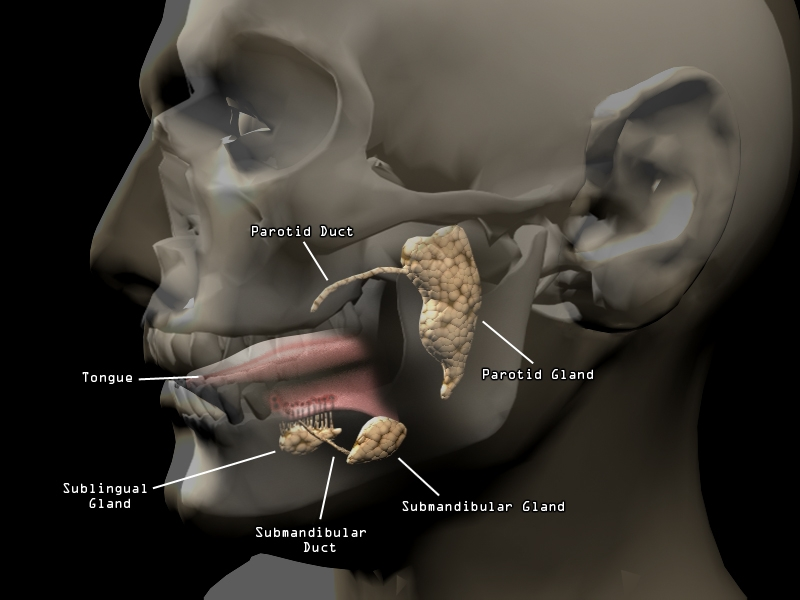 Parotid Duct
Tongue
Parotid Gland
Sublingual
Gland
Submandibular Gland
Submandibular
Duct